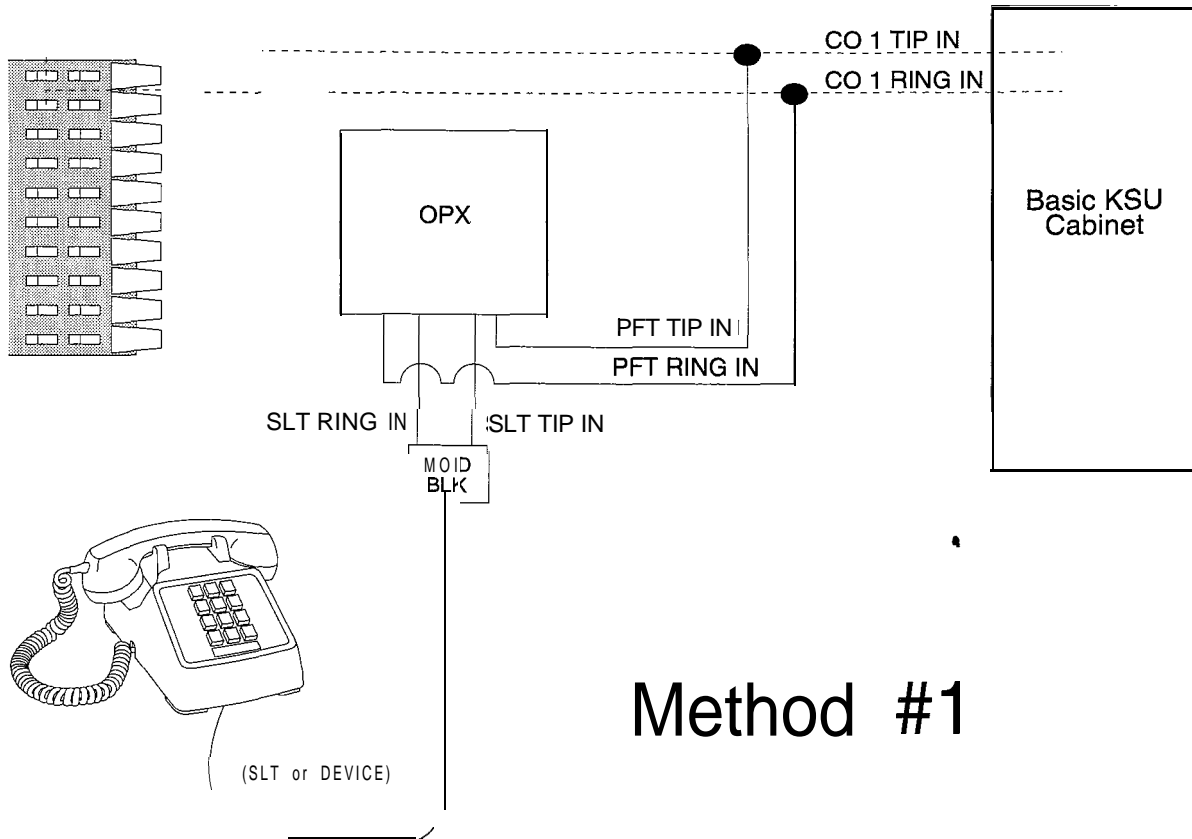 CO 1 TIP IN
CO 1 RING IN
Basic KSU
Cabinet
OPX
PFT TIP IN
PFT RING IN
SLT RING IN
SLT TIP IN
MOD
BLK
Method #1
(SLT or DEVICE)